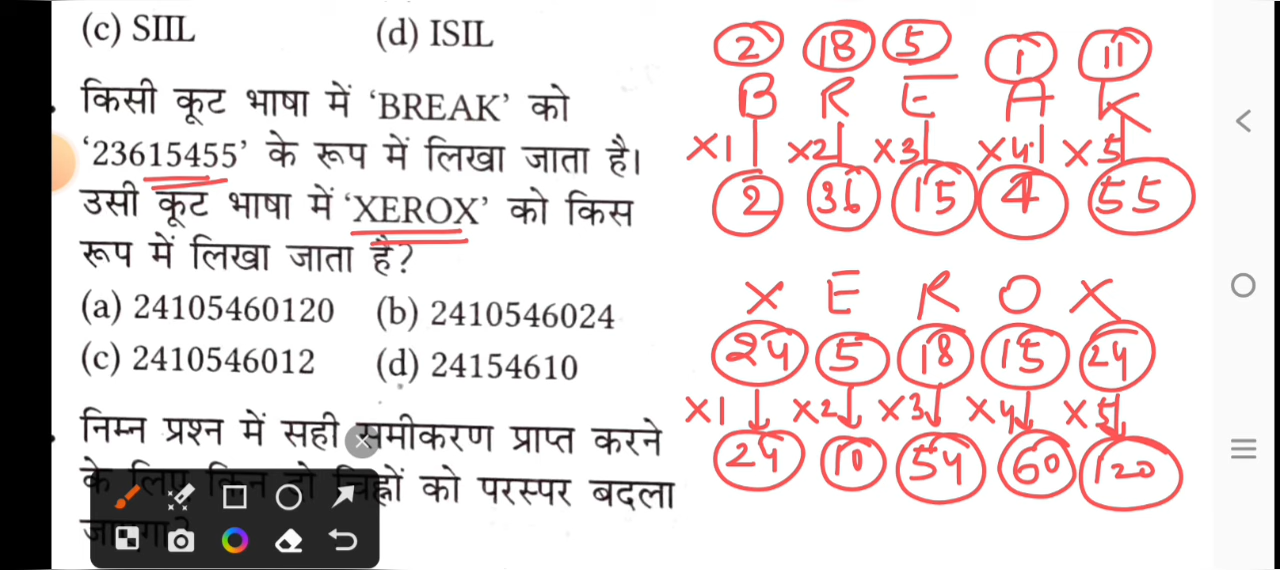 (c) SIIL (d) ISIL
किसी कूट भाषा में ‘BREAK’ को
‘23615455’ के रूप में लिखा जाता है।
उसी कूट भाषा में ‘XEROX’ को किस
रूप में लिखा जाता है?
(a) 24105460120 (b) 2410546024
(c) 2410546012 (d) 24154610
निम्न प्रश्न में सही समीकरण प्राप्त करने
के लिए किन दो चिह्नों को परस्पर बदला
जाएगा?
2 18 5 1 11
B R E A K
×1 ×2 ×3 ×4 ×5
2 36 15 4 55
X E R O X
24 5 18 15 24
×1 ×2 ×3 ×4 ×5
24 10 54 60 120